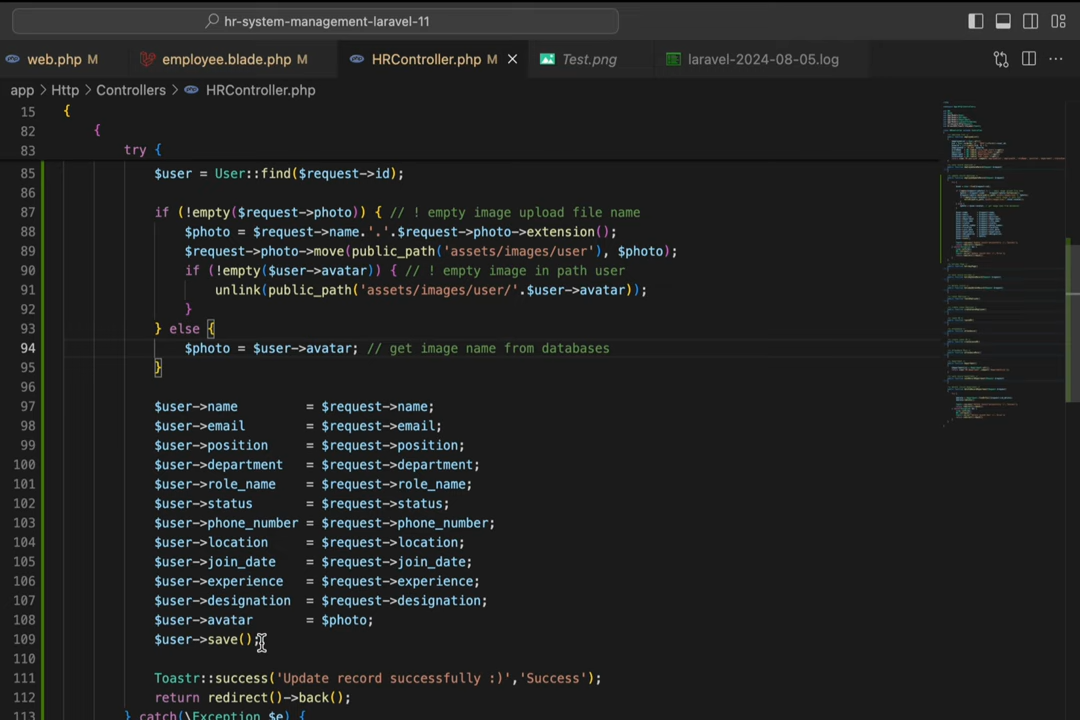 hr-system-management-laravel-11
web.php M employee.blade.php M HRController.php M Test.png laravel-2024-08-05.log ...
app > Http > Controllers > HRController.php
15 {
82 {
83 try {
85 $user = User::find($request->id);
86
87 if (!empty($request->photo)) { // ! empty image upload file name
88 $photo = $request->name.'.'.$request->photo->extension();
89 $request->photo->move(public_path('assets/images/user'), $photo);
90 if (!empty($user->avatar)) { // ! empty image in path user
91 unlink(public_path('assets/images/user/'.$user->avatar));
92 }
93 } else {
94 $photo = $user->avatar; // get image name from databases
95 }
96
97 $user->name = $request->name;
98 $user->email = $request->email;
99 $user->position = $request->position;
100 $user->department = $request->department;
101 $user->role_name = $request->role_name;
102 $user->status = $request->status;
103 $user->phone_number = $request->phone_number;
104 $user->location = $request->location;
105 $user->join_date = $request->join_date;
106 $user->experience = $request->experience;
107 $user->designation = $request->designation;
108 $user->avatar = $photo;
109 $user->save();
110
111 Toastr::success('Update record successfully :)','Success');
112 return redirect()->back();
113 } catch(\Exception $e) {